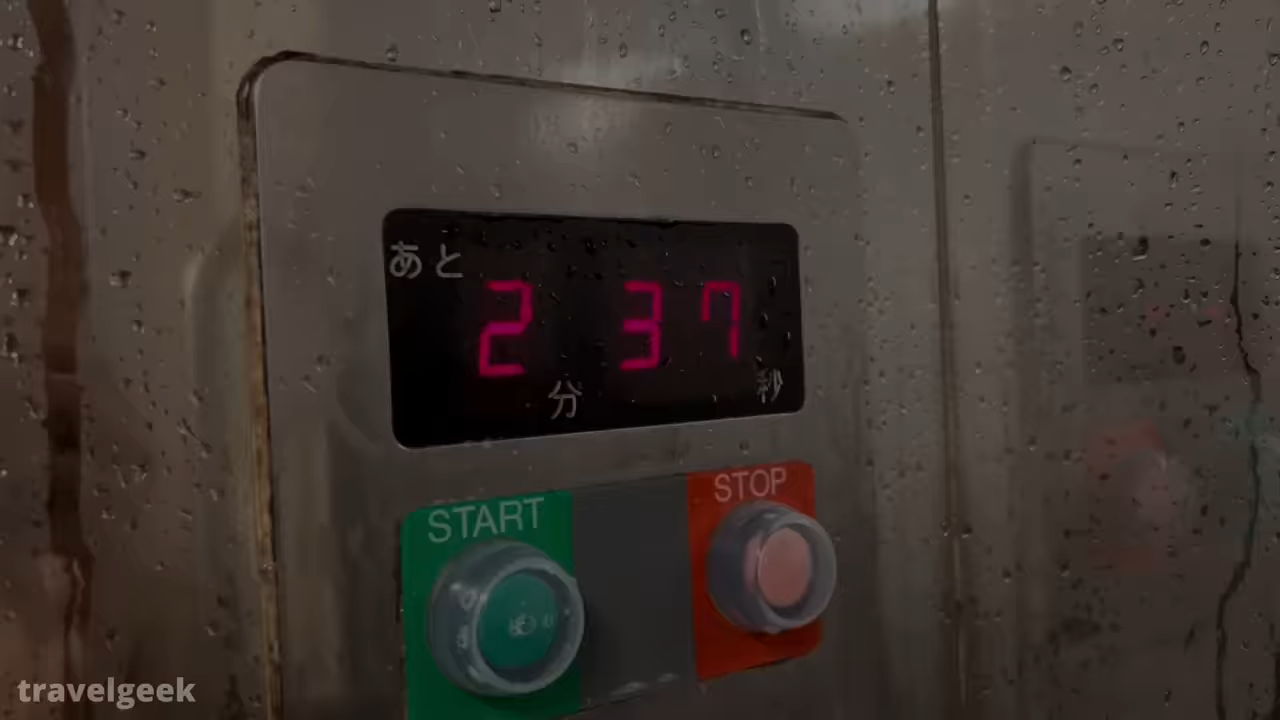 あと
2 分 37 秒
START
STOP
travelgeek